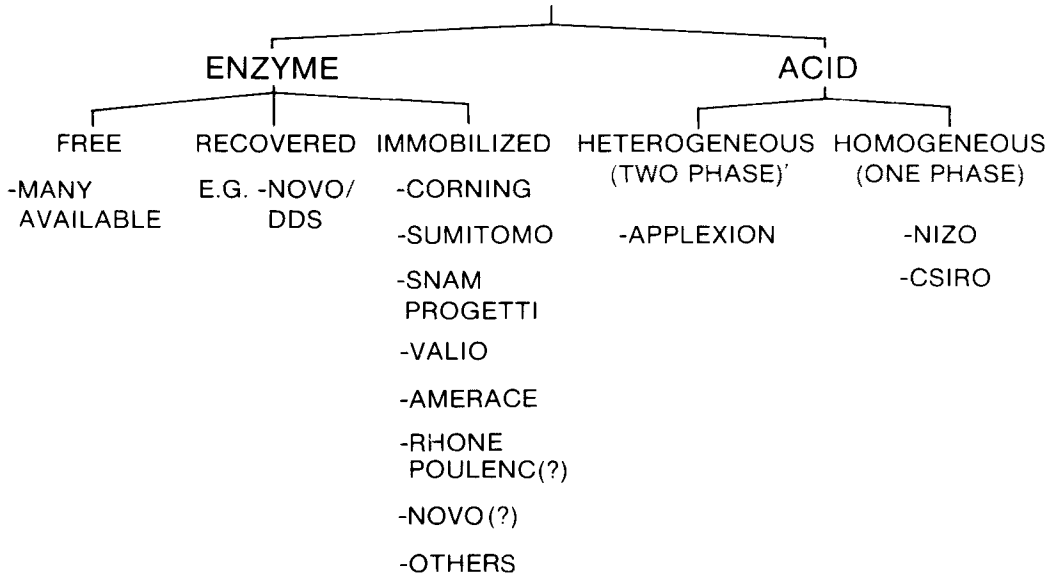 ENZYME
ACID
FREE
-MANY
AVAILABLE
RECOVERED
E.G. -NOVO/
DDS
IMMOBILIZED
-CORNING
-SUMITOMO
-SNAM
PROGETTI
-VALIO
-AMERACE
-RHONE
POULENC(?)
-NOVO(?)
-OTHERS
HETEROGENEOUS
(TWO PHASE)'
-APPLEXION
HOMOGENEOUS
(ONE PHASE)
-NIZO
-CSIRO